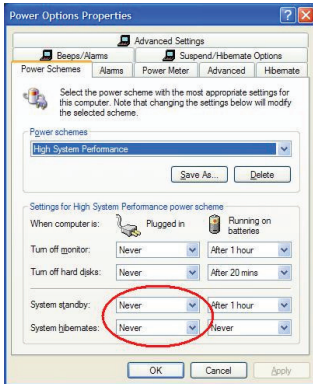 Power Options Properties
Advanced Settings
Beeps/Alarms Suspend/Hibernate Options
Power Schemes Alarms Power Meter Advanced Hibernate
Select the power scheme with the most appropriate settings for
this computer. Note that changing the settings below will modify
the selected scheme.
Power schemes
High System Performance
Save As... Delete
Settings for High System Performance power scheme
When computer is: Plugged in Running on
batteries
Turn off monitor: Never After 1 hour
Turn off hard disks: Never After 20 mins
System standby: Never After 1 hour
System hibernates: Never Never
OK Cancel Apply